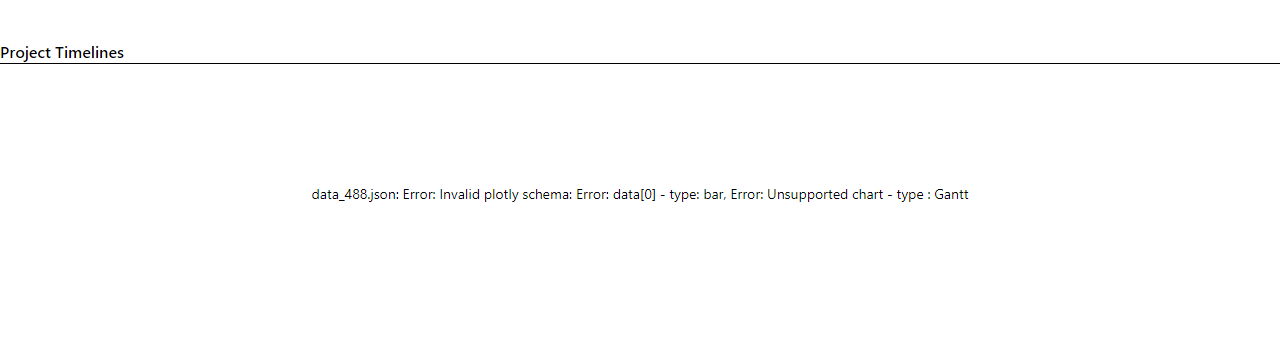 Project Timelines
data_488.json: Error: Invalid plotly schema: Error: data[0] - type: bar, Error: Unsupported chart - type : Gantt